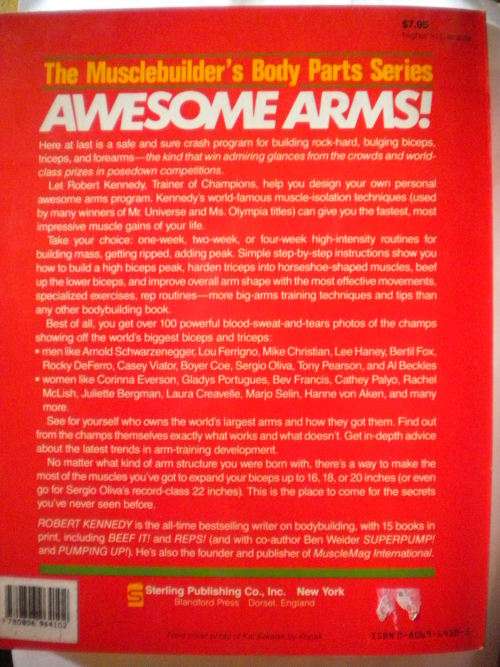 $7.95
The Musclebuilder's Body Parts Series
AWESOME ARMS!
Here at last is a safe and sure crash program for building rock-hard, bulging biceps,
triceps, and forearms—the kind that win admiring glances from the crowds and world-
class prizes in posedown competitions.
Let Robert Kennedy, Trainer of Champions, help you design your own personal
awesome arms program. Kennedy's world-famous muscle-isolation techniques (used
by many winners of Mr. Universe and Ms. Olympia titles) can give you the fastest, most
impressive muscle gains of your life.
Take your choice: one-week, two-week, or four-week high-intensity routines for
building mass, getting ripped, adding peak. Simple step-by-step instructions show you
how to build a high biceps peak, harden triceps into horseshoe-shaped muscles, beef
up the lower biceps, and improve overall arm shape with the most effective movements,
specialized exercises, rep routines—more big-arms training techniques and tips than
any other bodybuilding book.
Best of all, you get over 100 powerful blood-sweat-and-tears photos of the champs
showing off the world's biggest biceps and triceps:
• men like Arnold Schwarzenegger, Lou Ferrigno, Mike Christian, Lee Haney, Bertil Fox,
Rocky DeFerro, Casey Viator, Boyer Coe, Sergio Oliva, Tony Pearson, and Al Beckles
• women like Corinna Everson, Gladys Portugues, Bev Francis, Cathey Palyo, Rachel
McLish, Juliette Bergman, Laura Creavelle, Marjo Selin, Hanne von Aken, and many
more.
See for yourself who owns the world's largest arms and how they got them. Find out
from the champs themselves exactly what works and what doesn't. Get in-depth advice
about the latest trends in arm-training development.
No matter what kind of arm structure you were born with, there's a way to make the
most of the muscles you've got to expand your biceps up to 16, 18, or 20 inches (or even
go for Sergio Oliva's record-class 22 inches). This is the place to come for the secrets
you've never seen before.
ROBERT KENNEDY is the all-time bestselling writer on bodybuilding, with 15 books in
print, including BEEF IT! and REPS! (and with co-author Ben Weider SUPERPUMP!
and PUMPING UP!). He's also the founder and publisher of MuscleMag International.
Sterling Publishing Co., Inc. New York
Blandford Press Dorset, England